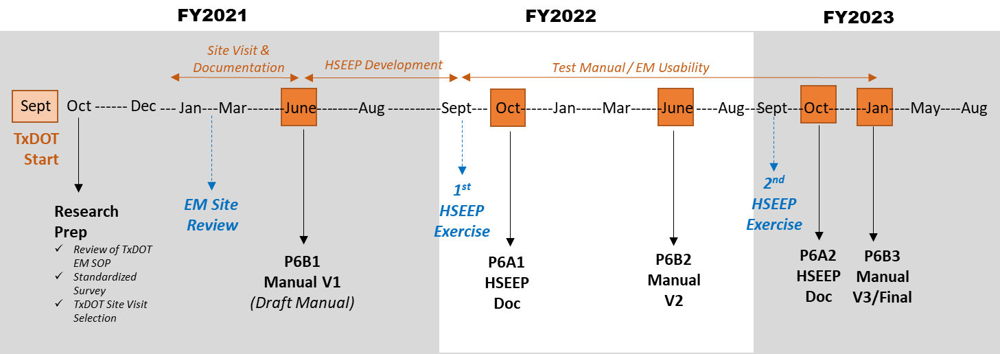 FY2021
FY2022
FY2023
Site Visit &
Documentation
HSEEP Development
Test Manual / EM Usability
Sept Oct ------ Dec --- Jan---Mar-------June---------Aug -------------Sept--- Oct------Jan-----Mar------June-----Aug---Sept---Oct-------Jan----May----Aug
TxDOT
Start
Research
Prep
✓ Review of TxDOT
EM SOP
✓ Standardized
Survey
✓ TxDOT Site Visit
Selection
EM Site
Review
P6B1
Manual V1
(Draft Manual)
1st
HSEEP
Exercise
P6A1
HSEEP
Doc
P6B2
Manual
V2
2nd
HSEEP
Exercise
P6A2
HSEEP
Doc
P6B3
Manual
V3/Final